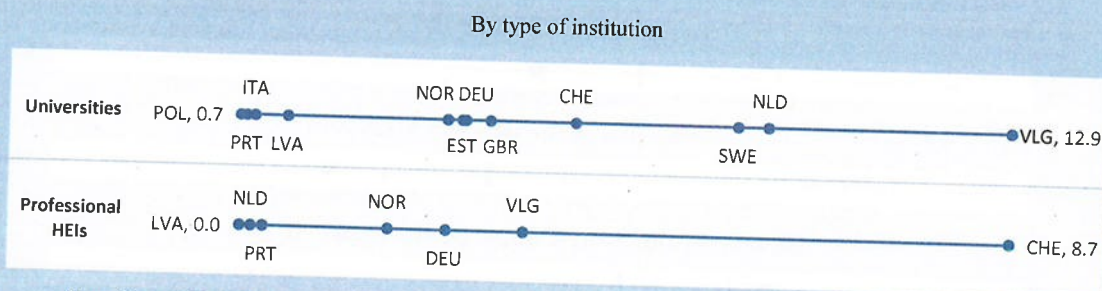 By type of institution
ITA NOR DEU CHE NLD
Universities POL, 0.7 VLG, 12.9
PRT LVA EST GBR SWE
NLD NOR VLG
Professional
HEIs
LVA, 0.0 CHE, 8.7
PRT DEU